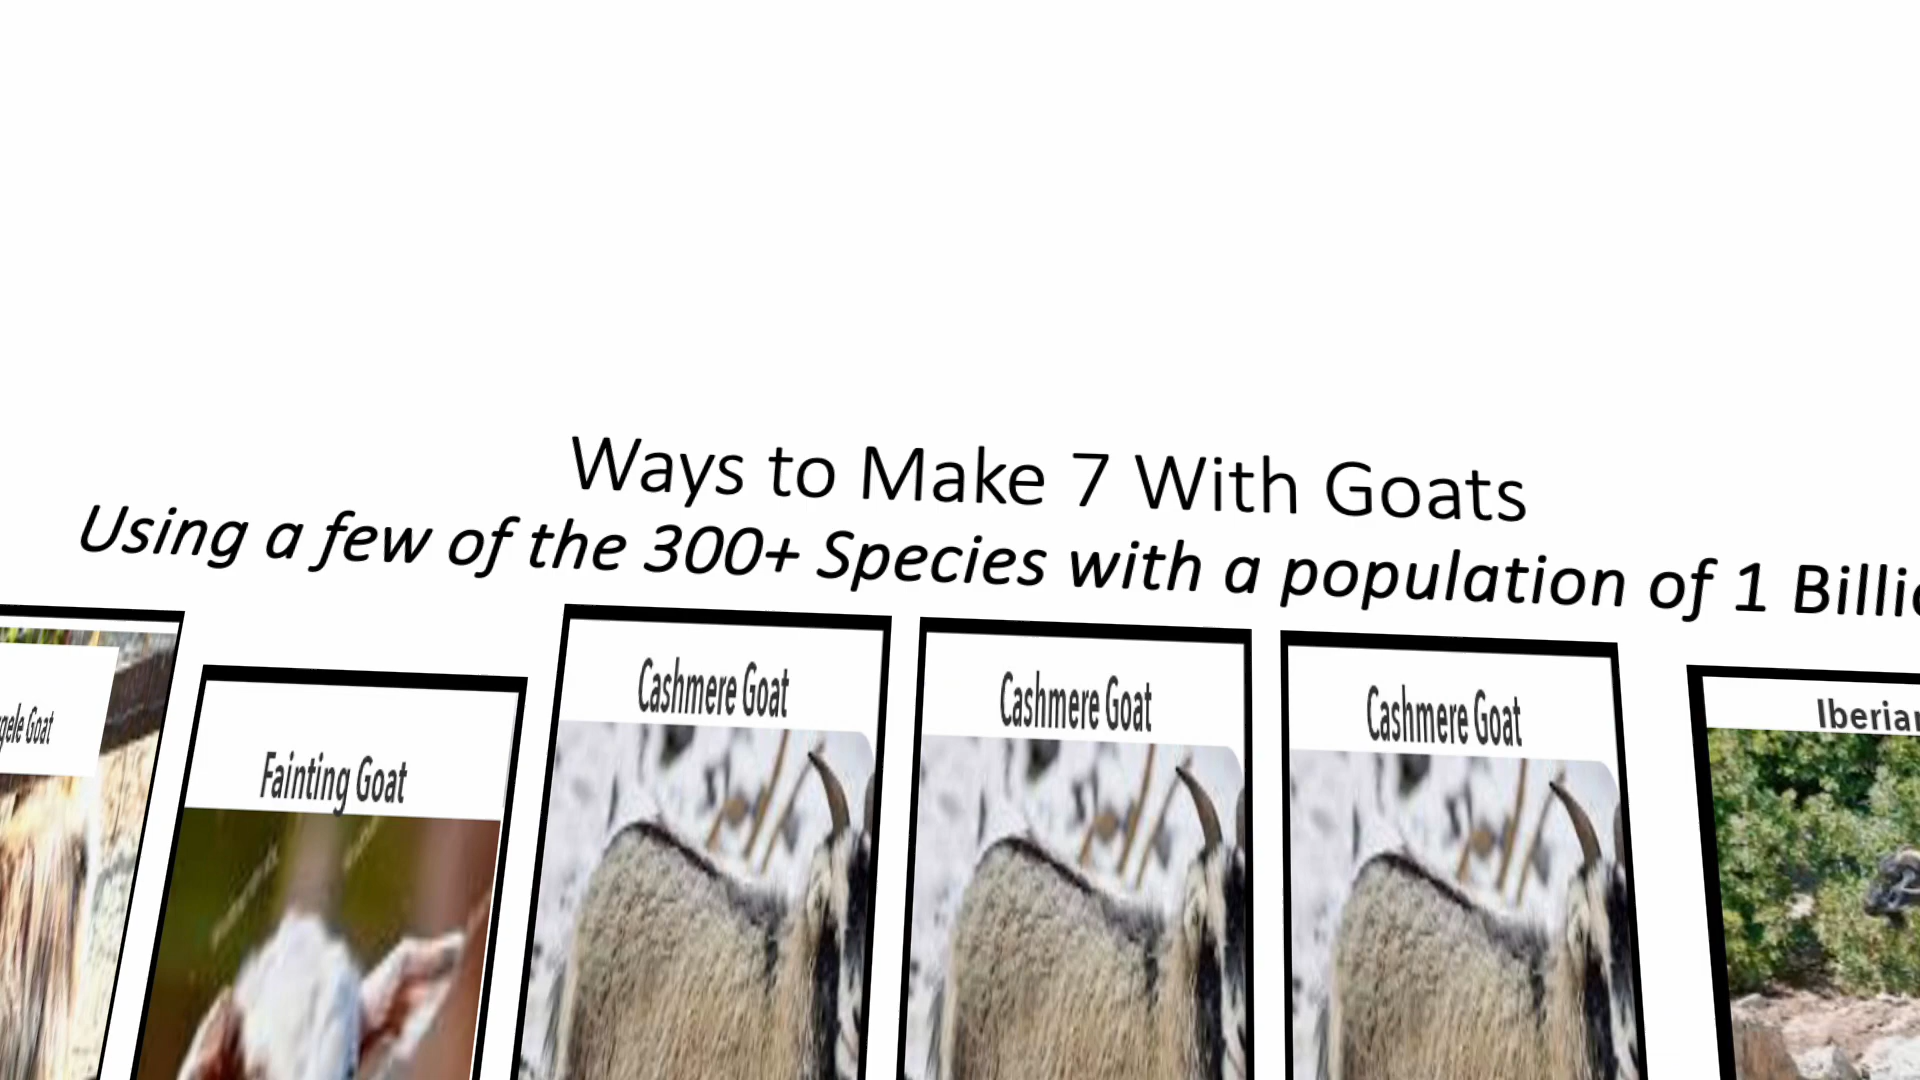 Ways to Make 7 With Goats
Using a few of the 300+ Species with a population of 1
Goat
Fainting Goat
Cashmere Goat
Cashmere Goat
Cashmere Goat